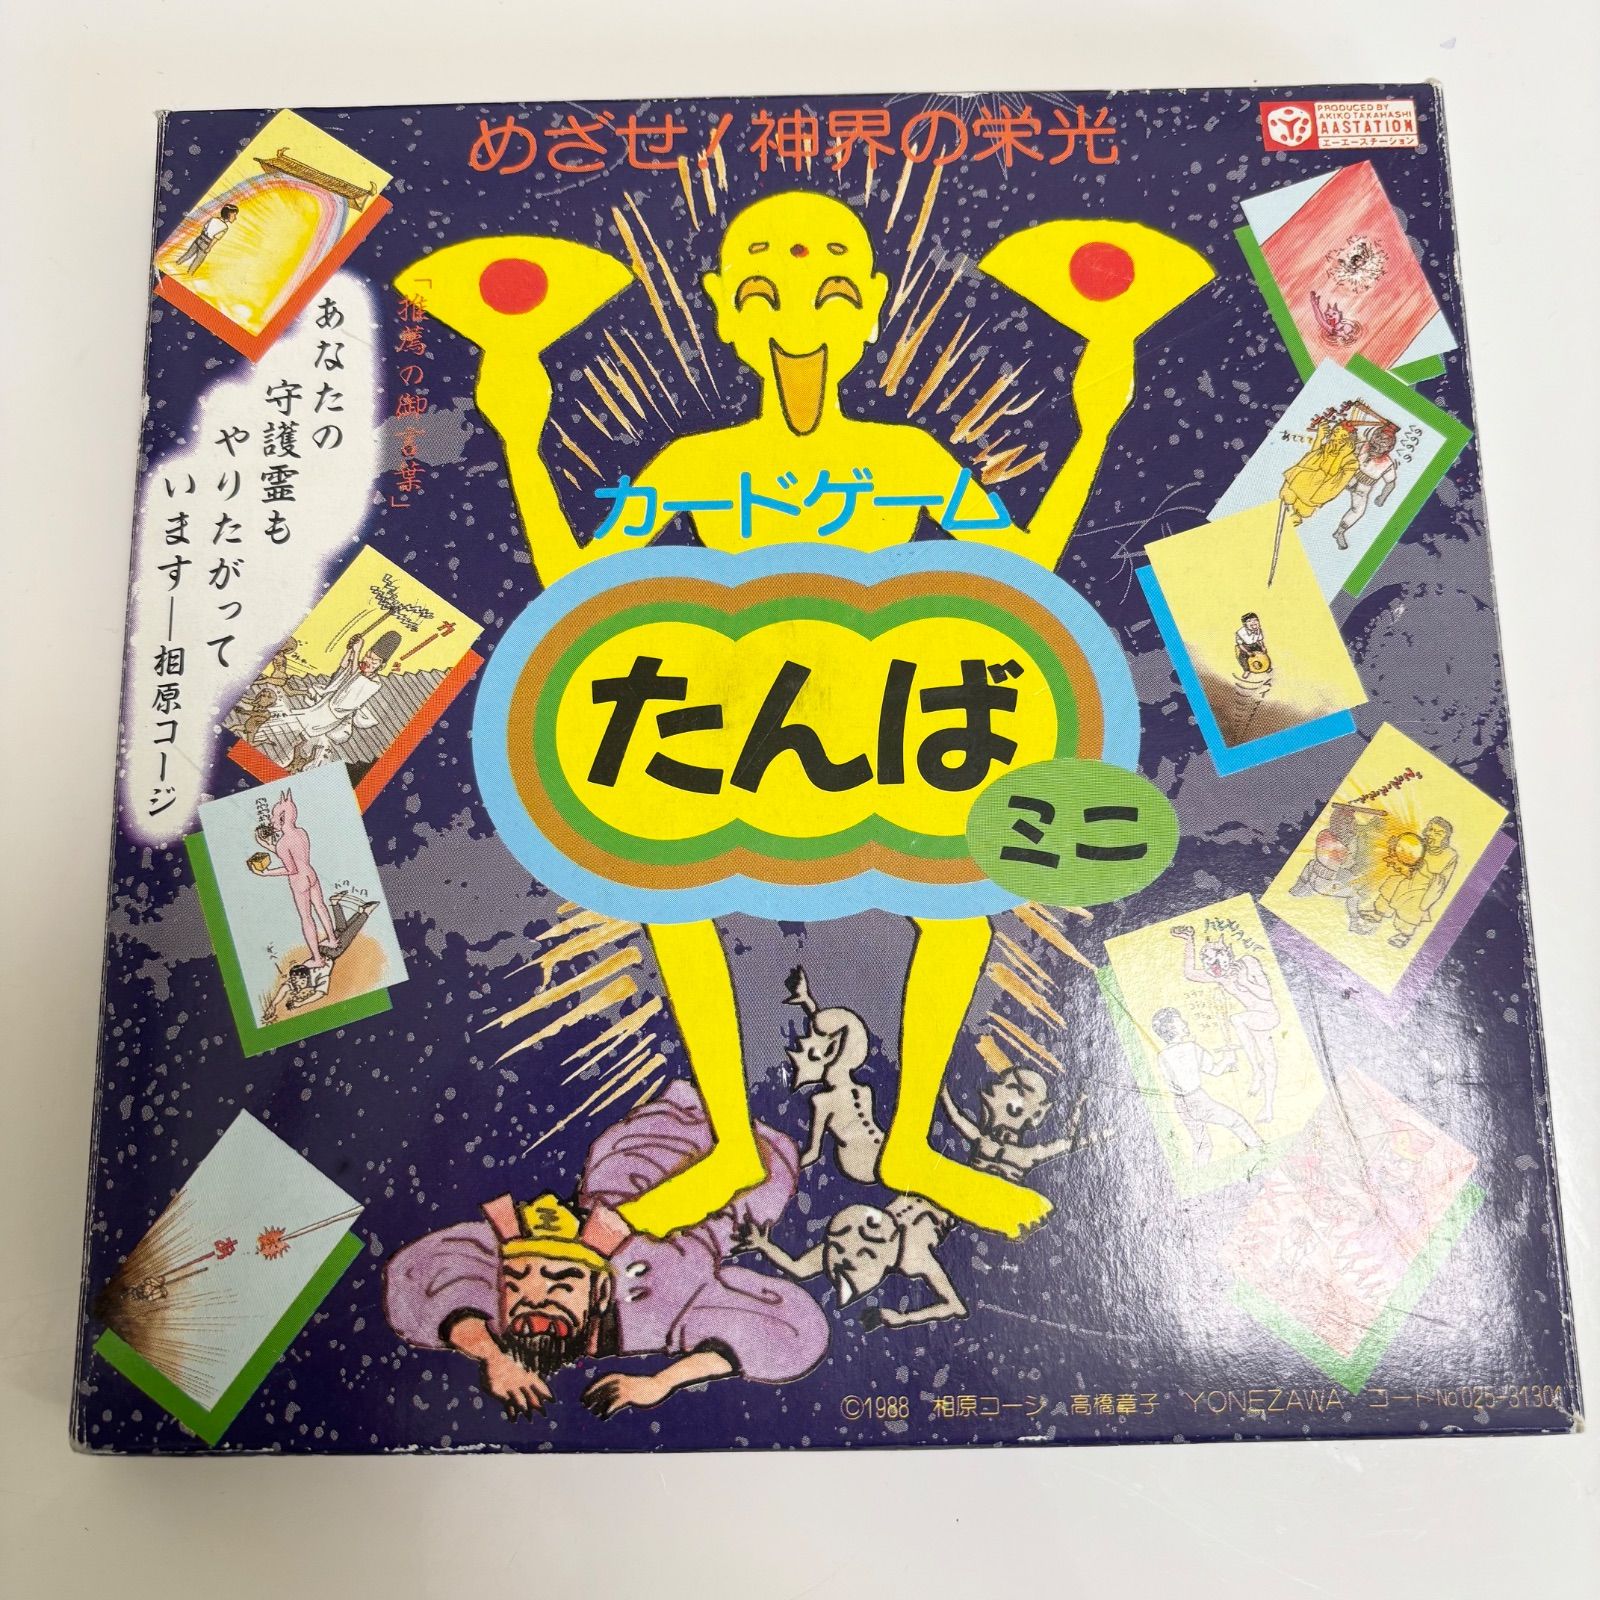 めざせ!神界の栄光
PRODUCED BY
AKIKO TAKAHASHI
AASTATION
エーエーステーション
「推薦の御言葉」
あなたの
守護霊も
やりたがって
います―相原コージ
カードゲーム
たんば
ミニ
©1988 相原コージ 高橋章子 YONEZAWA コードNo025-31304